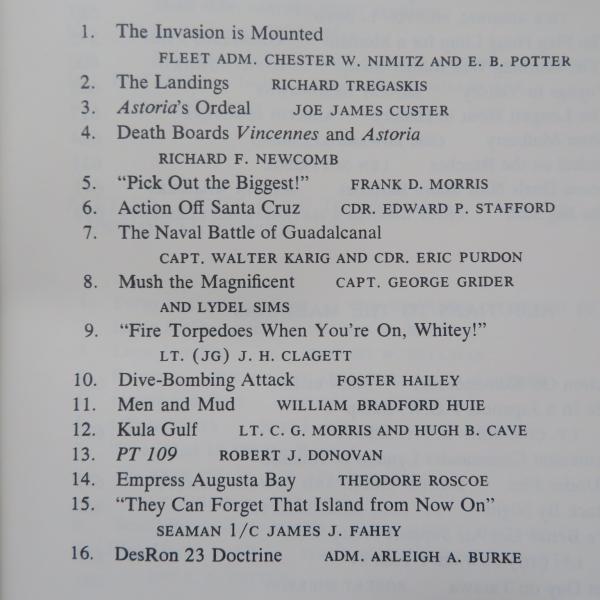 1. The Invasion is Mounted
FLEET ADM. CHESTER W. NIMITZ AND E. B. POTTER
2. The Landings RICHARD TREGASKIS
3. Astoria's Ordeal JOE JAMES CUSTER
4. Death Boards Vincennes and Astoria
RICHARD F. NEWCOMB
5. “Pick Out the Biggest!” FRANK D. MORRIS
6. Action Off Santa Cruz CDR. EDWARD P. STAFFORD
7. The Naval Battle of Guadalcanal
CAPT. WALTER KARIG AND CDR. ERIC PURDON
8. Mush the Magnificent CAPT. GEORGE GRIDER
AND LYDEL SIMS
9. “Fire Torpedoes When You're On, Whitey!”
LT. (JG) J. H. CLAGETT
10. Dive-Bombing Attack FOSTER HAILEY
11. Men and Mud WILLIAM BRADFORD HUIE
12. Kula Gulf LT. C. G. MORRIS AND HUGH B. CAVE
13. PT 109 ROBERT J. DONOVAN
14. Empress Augusta Bay THEODORE ROSCOE
15. “They Can Forget That Island from Now On”
SEAMAN 1/C JAMES J. FAHEY
16. DesRon 23 Doctrine ADM. ARLEIGH A. BURKE